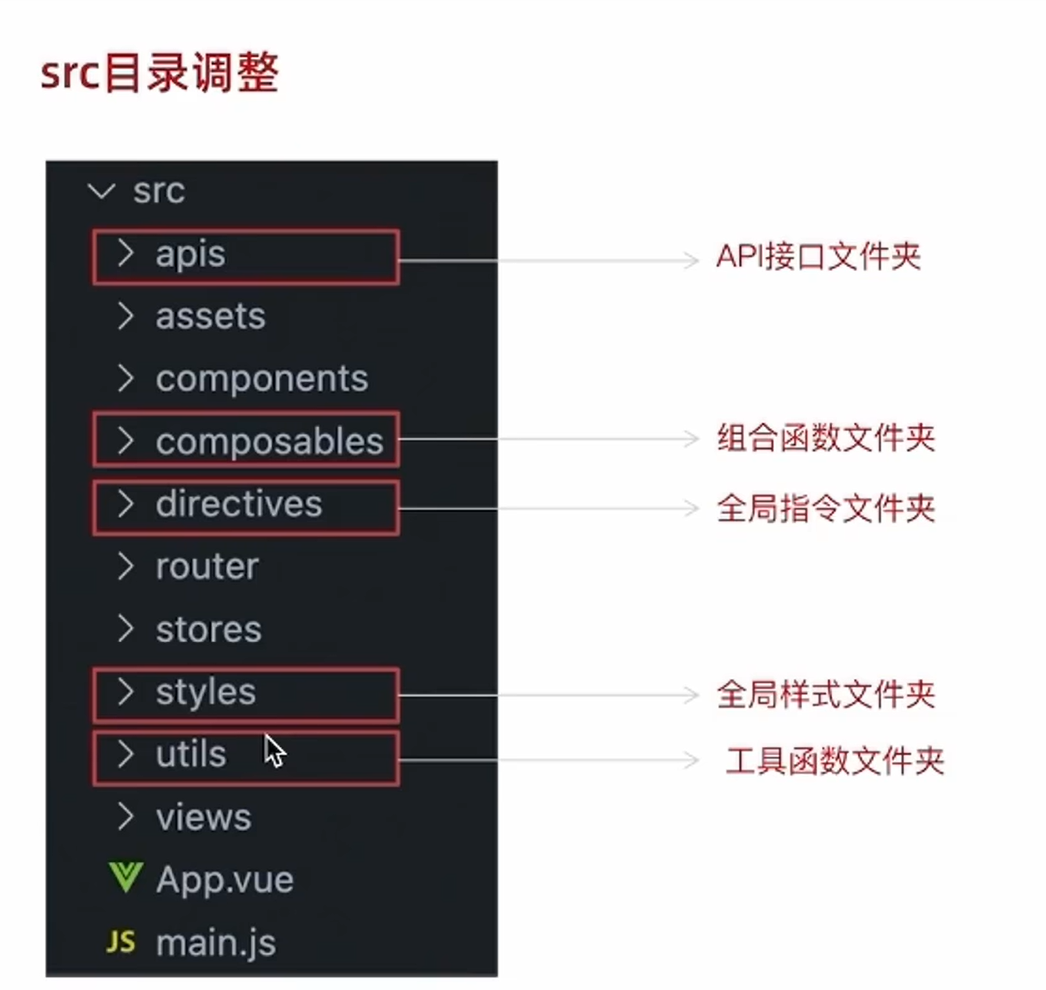 src目录调整
src
apis
API接口文件夹
assets
components
composables
组合函数文件夹
directives
全局指令文件夹
router
stores
styles
全局样式文件夹
utils
工具函数文件夹
views
App.vue
JS main.js